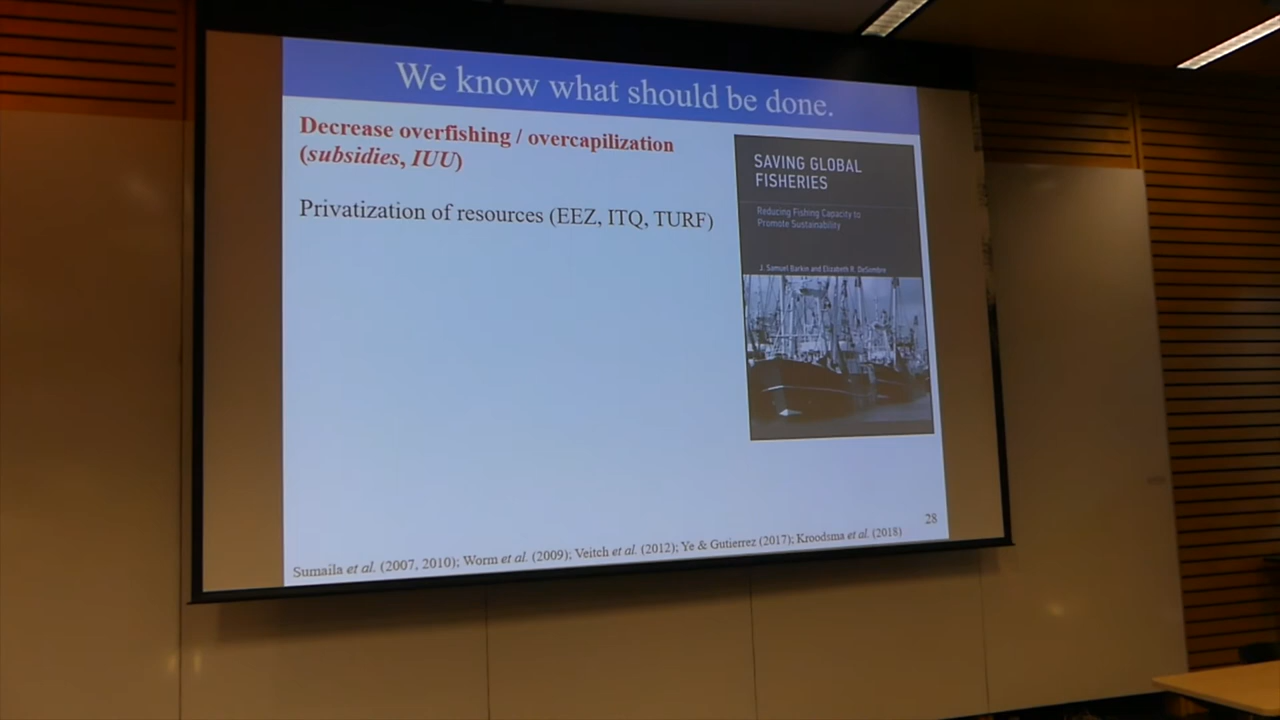 We know what should be done.
Decrease overfishing / overcapilization
(subsidies, IUU)
Privatization of resources (EEZ, ITQ, TURF)
SAVING GLOBAL
FISHERIES
Reducing Fishing Capacity to
Promote Sustainability
J. Samuel Barkin and Elizabeth R. DeSombre
28
Sumaila et al. (2007, 2010); Worm et al. (2009); Veitch et al. (2012); Ye & Gutierrez (2017); Kroodsma et al. (2018)